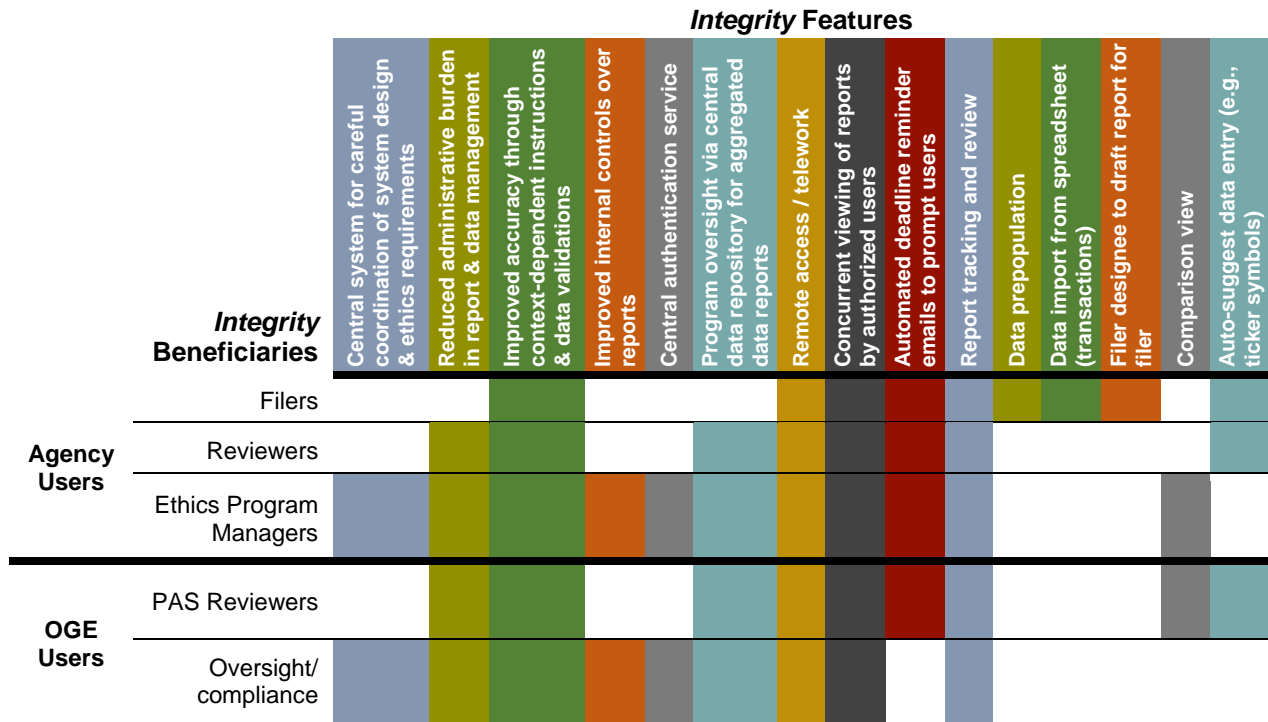 Integrity Features
Central system for careful
coordination of system design
& ethics requirements
Reduced administrative burden
in report & data management
Improved accuracy through
context-dependent instructions
& data validations
Improved internal controls over
reports
Central authentication service
Program oversight via central
data repository for aggregated
data reports
Remote access / telework
Concurrent viewing of reports
by authorized users
Automated deadline reminder
emails to prompt users
Report tracking and review
Data prepopulation
Data import from spreadsheet
(transactions)
Filer designee to draft report for
filer
Comparison view
Auto-suggest data entry (e.g.,
ticker symbols)
Integrity
Beneficiaries
Agency
Users
Filers
Reviewers
Ethics Program
Managers
OGE
Users
PAS Reviewers
Oversight/
compliance